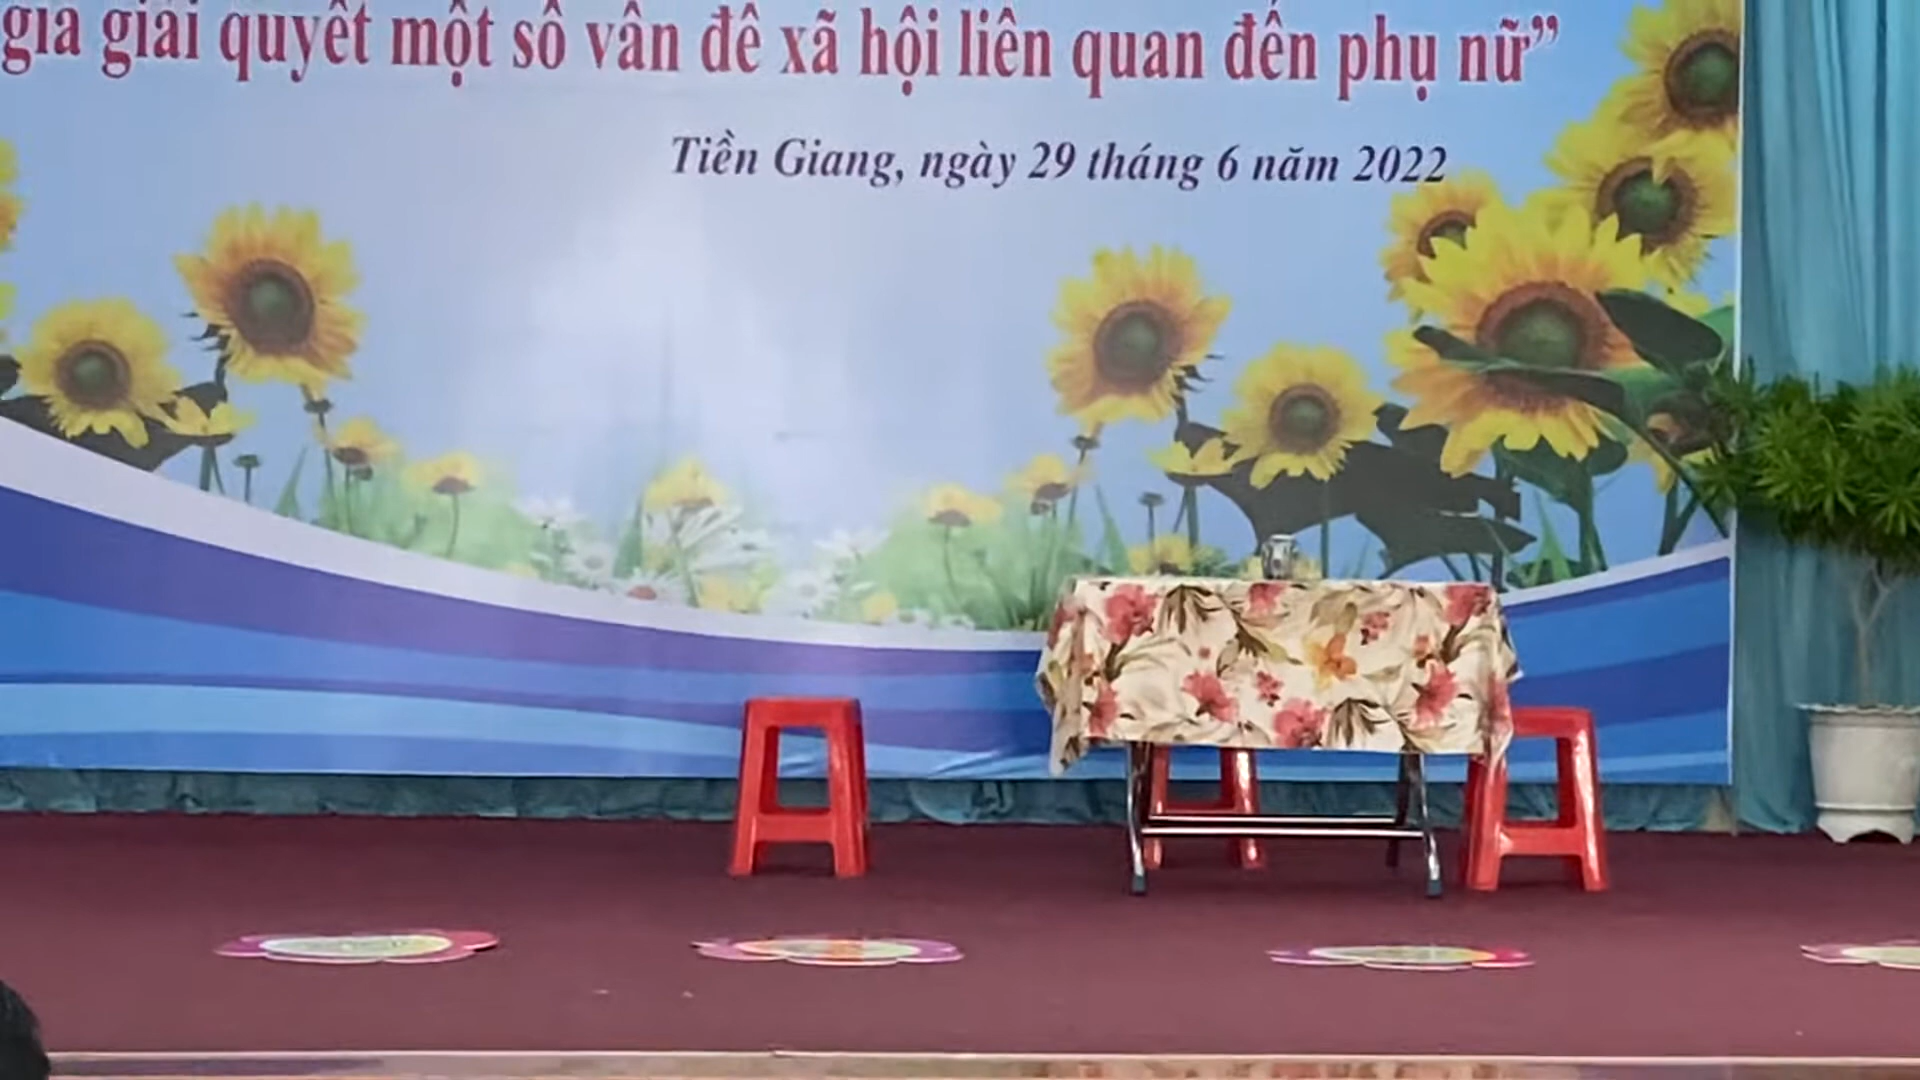 gia giải quyết một số vấn đề xã hội liên quan đến phụ nữ”
Tiền Giang, ngày 29 tháng 6 năm 2022